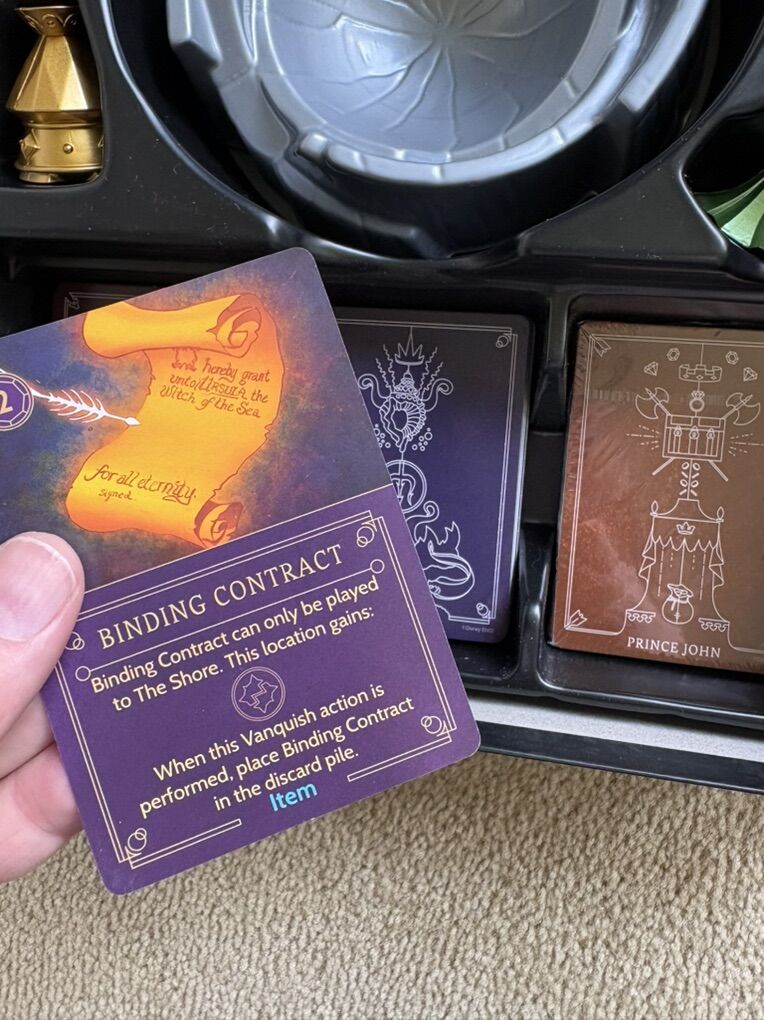 2
hereby grant
unto URSULA, the
Witch of the Sea
for all eternity.
signed
BINDING CONTRACT
Binding Contract can only be played
to The Shore. This location gains:
When this Vanquish action is
performed, place Binding Contract
in the discard pile.
Item
© Disney
PRINCE JOHN